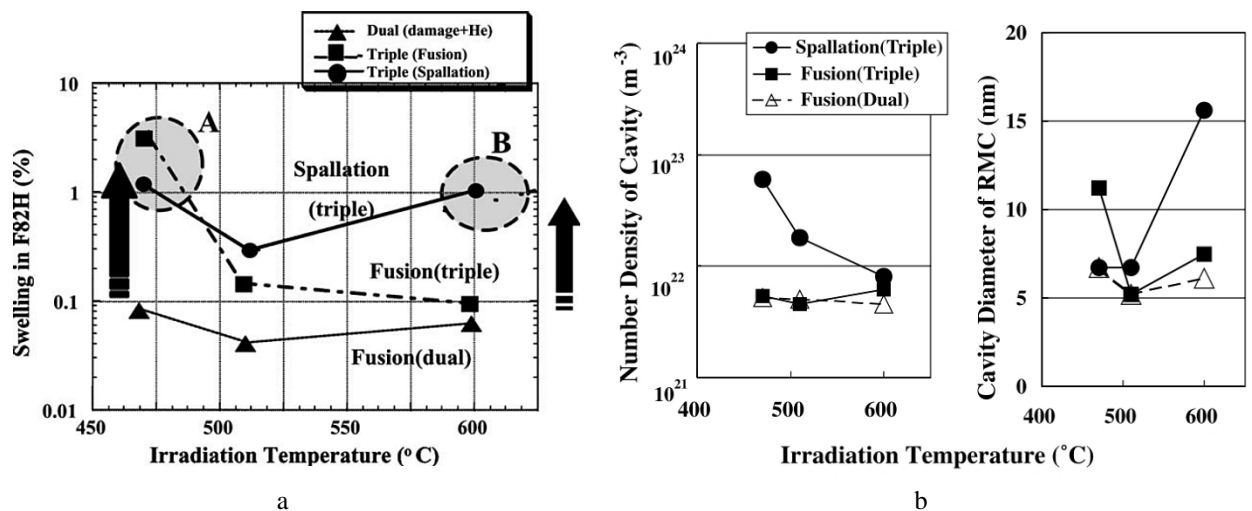 Dual (damage+He)
Triple (Fusion)
Triple (Spallation)
Swelling in F82H (%)
10
1
0.1
0.01
A
B
Spallation
(triple)
Fusion(triple)
Fusion(dual)
450
500
550
600
Irradiation Temperature (° C)
a
Number Density of Cavity (m-3)
10^24
10^23
10^22
10^21
Spallation(Triple)
Fusion(Triple)
Fusion(Dual)
400
500
600
Cavity Diameter of RMC (nm)
20
15
10
5
0
400
500
600
Irradiation Temperature (˚C)
b